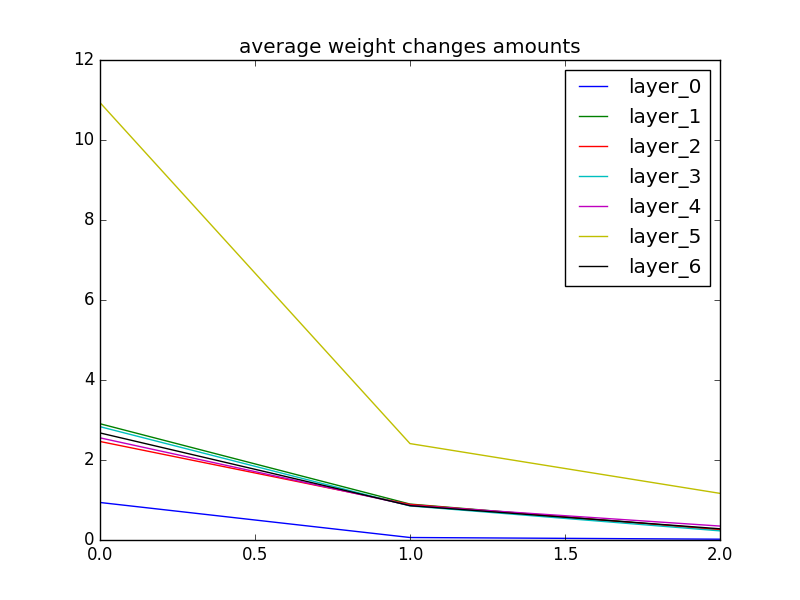 average weight changes amounts
12
10
8
6
4
2
0
0.0 0.5 1.0 1.5 2.0
layer_0
layer_1
layer_2
layer_3
layer_4
layer_5
layer_6